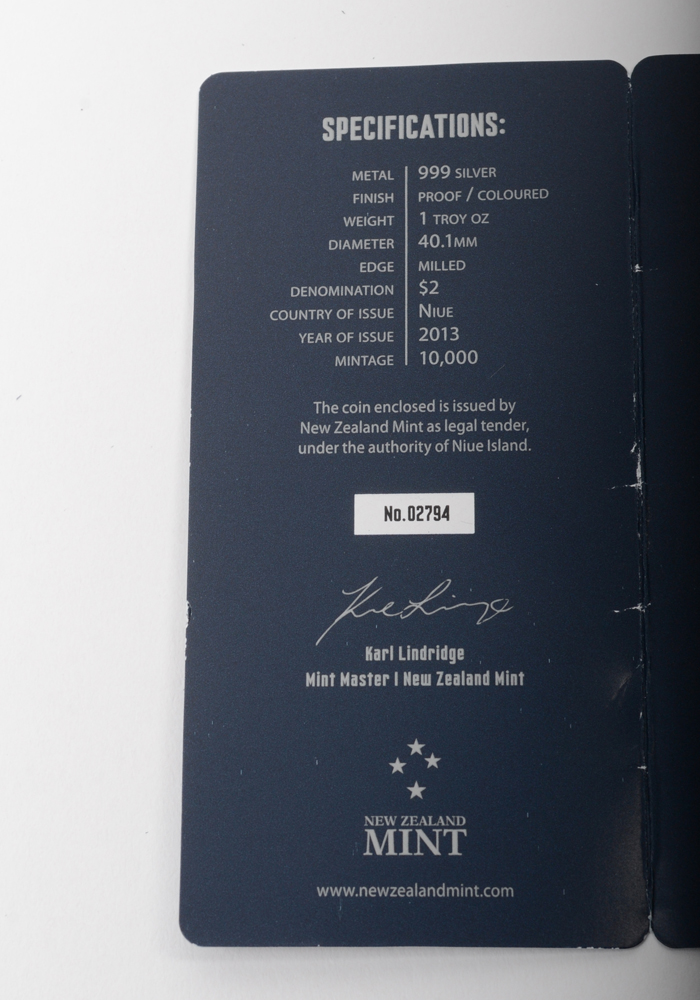 SPECIFICATIONS:
METAL 999 SILVER
FINISH PROOF / COLOURED
WEIGHT 1 TROY OZ
DIAMETER 40.1MM
EDGE MILLED
DENOMINATION $2
COUNTRY OF ISSUE NIUE
YEAR OF ISSUE 2013
MINTAGE 10,000
The coin enclosed is issued by
New Zealand Mint as legal tender,
under the authority of Niue Island.
No.02794
Karl Lindridge
Mint Master | New Zealand Mint
NEW ZEALAND
MINT
www.newzealandmint.com